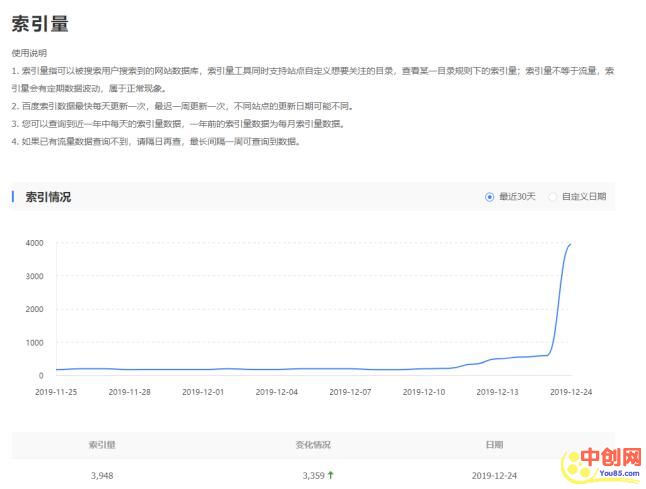 索引量
使用说明
1. 索引量指可以被搜索用户搜索到的网站数据库，索引量工具同时支持站点自定义想要关注的目录，查看某一目录规则下的索引量；索引量不等于流量，索
引量会有定期数据波动，属于正常现象。
2. 百度索引数据最快每天更新一次，最迟一周更新一次，不同站点的更新日期可能不同。
3. 您可以查询到近一年中每天的索引量数据，一年前的索引量数据为每月索引量数据。
4. 如果已有流量数据查询不到，请隔日再查，最长间隔一周可查询到数据。
索引情况
最近30天 自定义日期
4000
3000
2000
1000
0
2019-11-25 2019-11-28 2019-12-01 2019-12-04 2019-12-07 2019-12-10 2019-12-13 2019-12-24
索引量 变化情况 日期
3,948 3,359 2019-12-24
中创网
You85.com